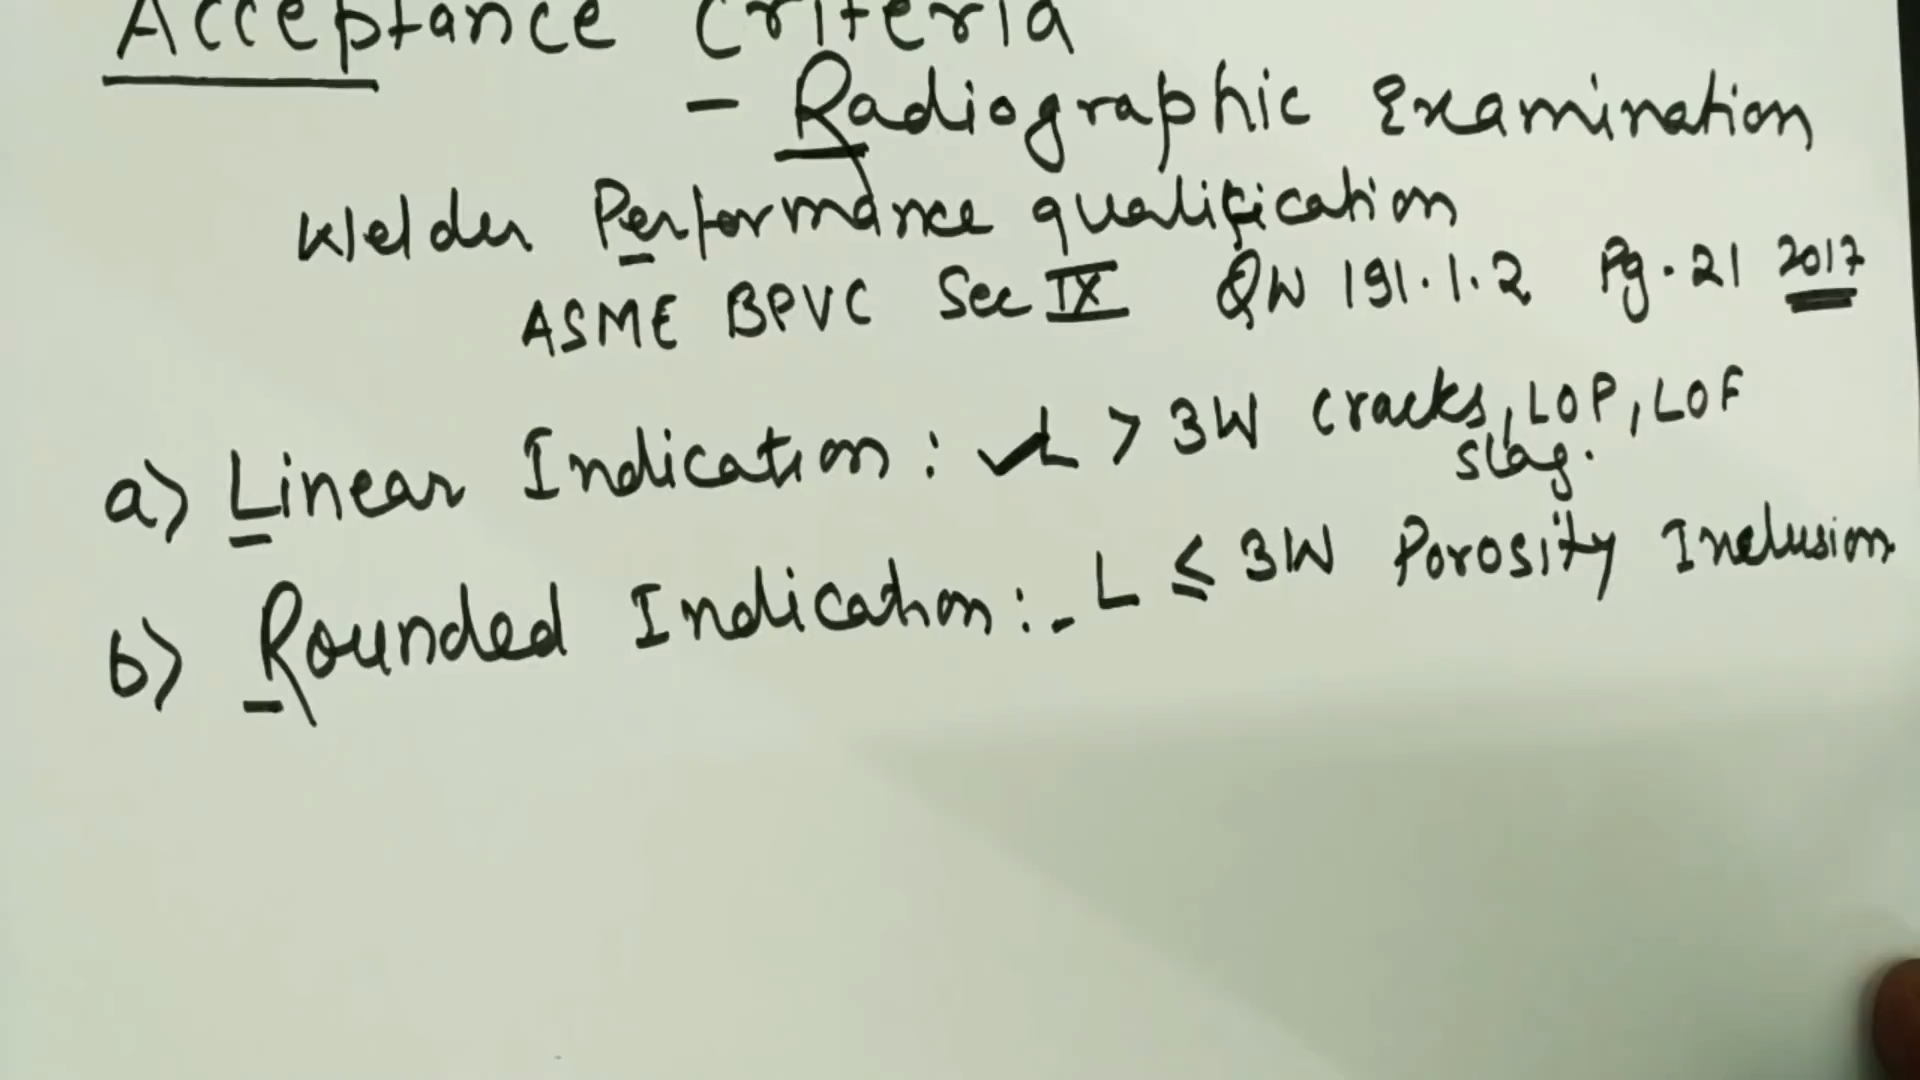 Acceptance Criteria
- Radiographic Examination
Welder Performance qualification
ASME BPVC Sec IX QW 191.1.2 Pg. 21 2017
a) Linear Indication : L > 3W cracks, LOP, LOF
slag.
b) Rounded Indication :- L ≤ 3W Porosity Inclusion